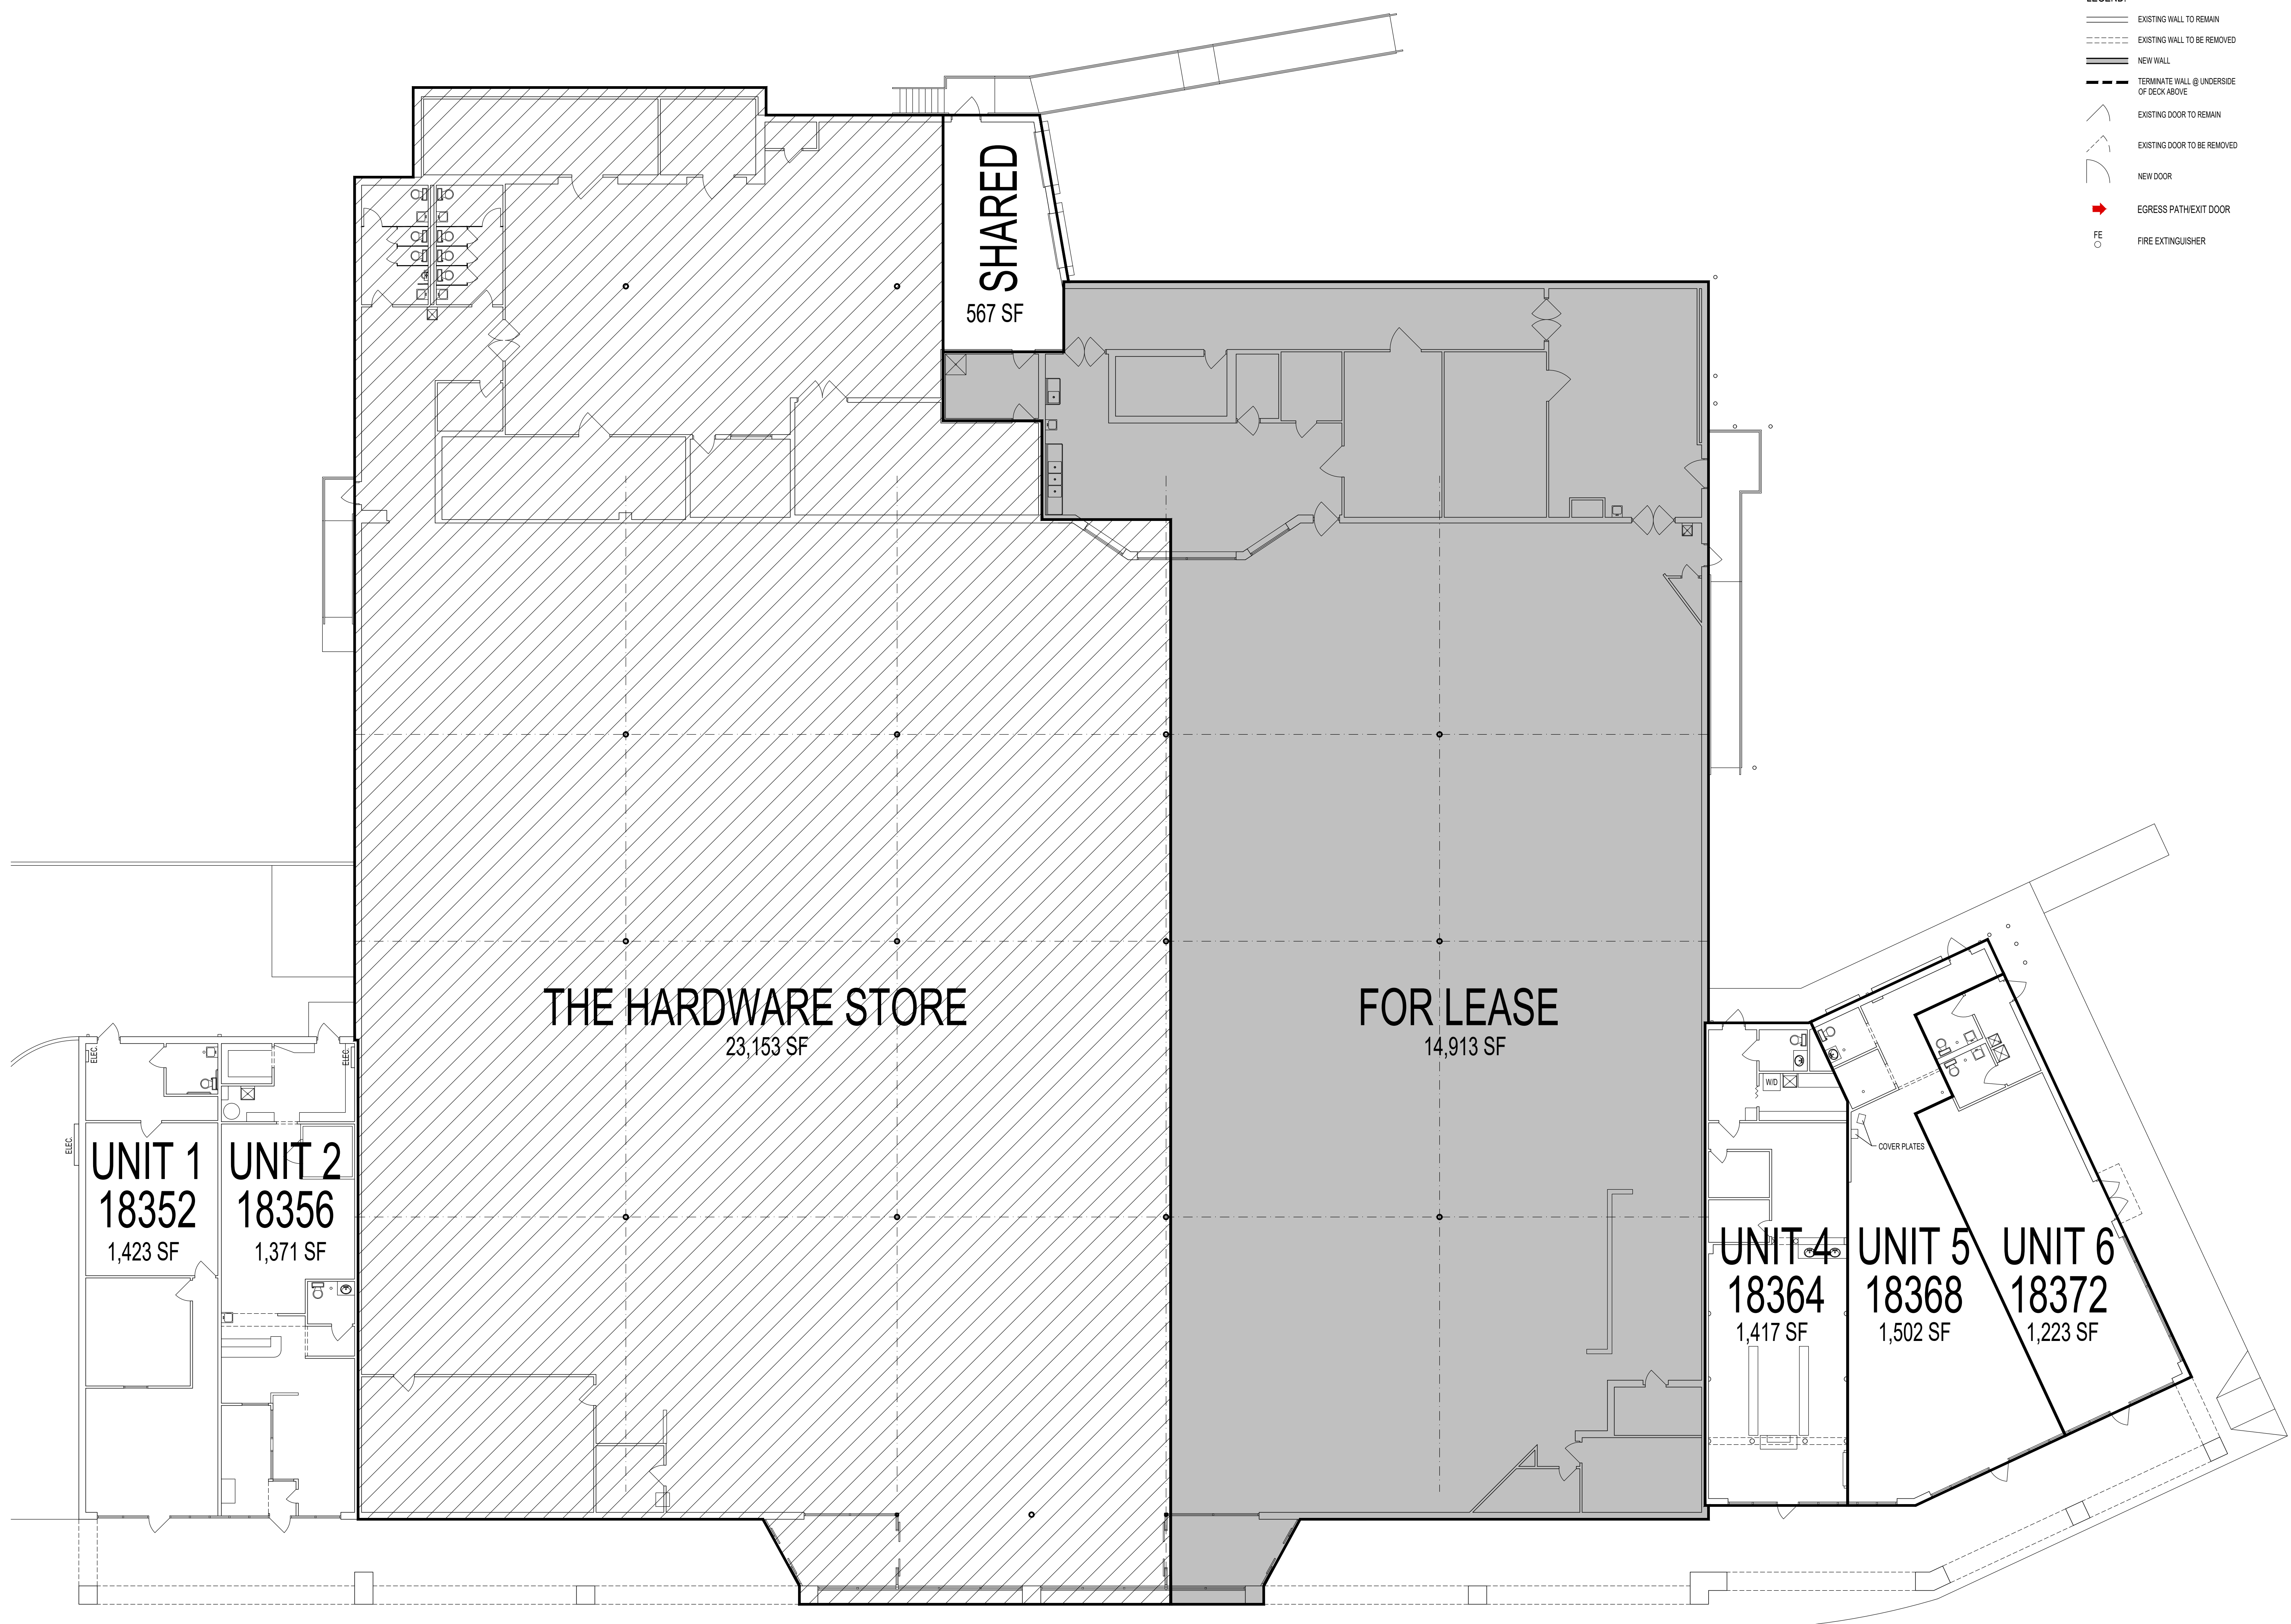 LEGEND:
EXISTING WALL TO REMAIN
EXISTING WALL TO BE REMOVED
NEW WALL
TERMINATE WALL @ UNDERSIDE
OF DECK ABOVE
EXISTING DOOR TO REMAIN
EXISTING DOOR TO BE REMOVED
NEW DOOR
EGRESS PATH/EXIT DOOR
FE
FIRE EXTINGUISHER
SHARED
567 SF
THE HARDWARE STORE
23,153 SF
FOR LEASE
14,913 SF
ELEC.
ELEC.
ELEC.
UNIT 1
18352
1,423 SF
UNIT 2
18356
1,371 SF
W/D
COVER PLATES
UNIT 4
18364
1,417 SF
UNIT 5
18368
1,502 SF
UNIT 6
18372
1,223 SF